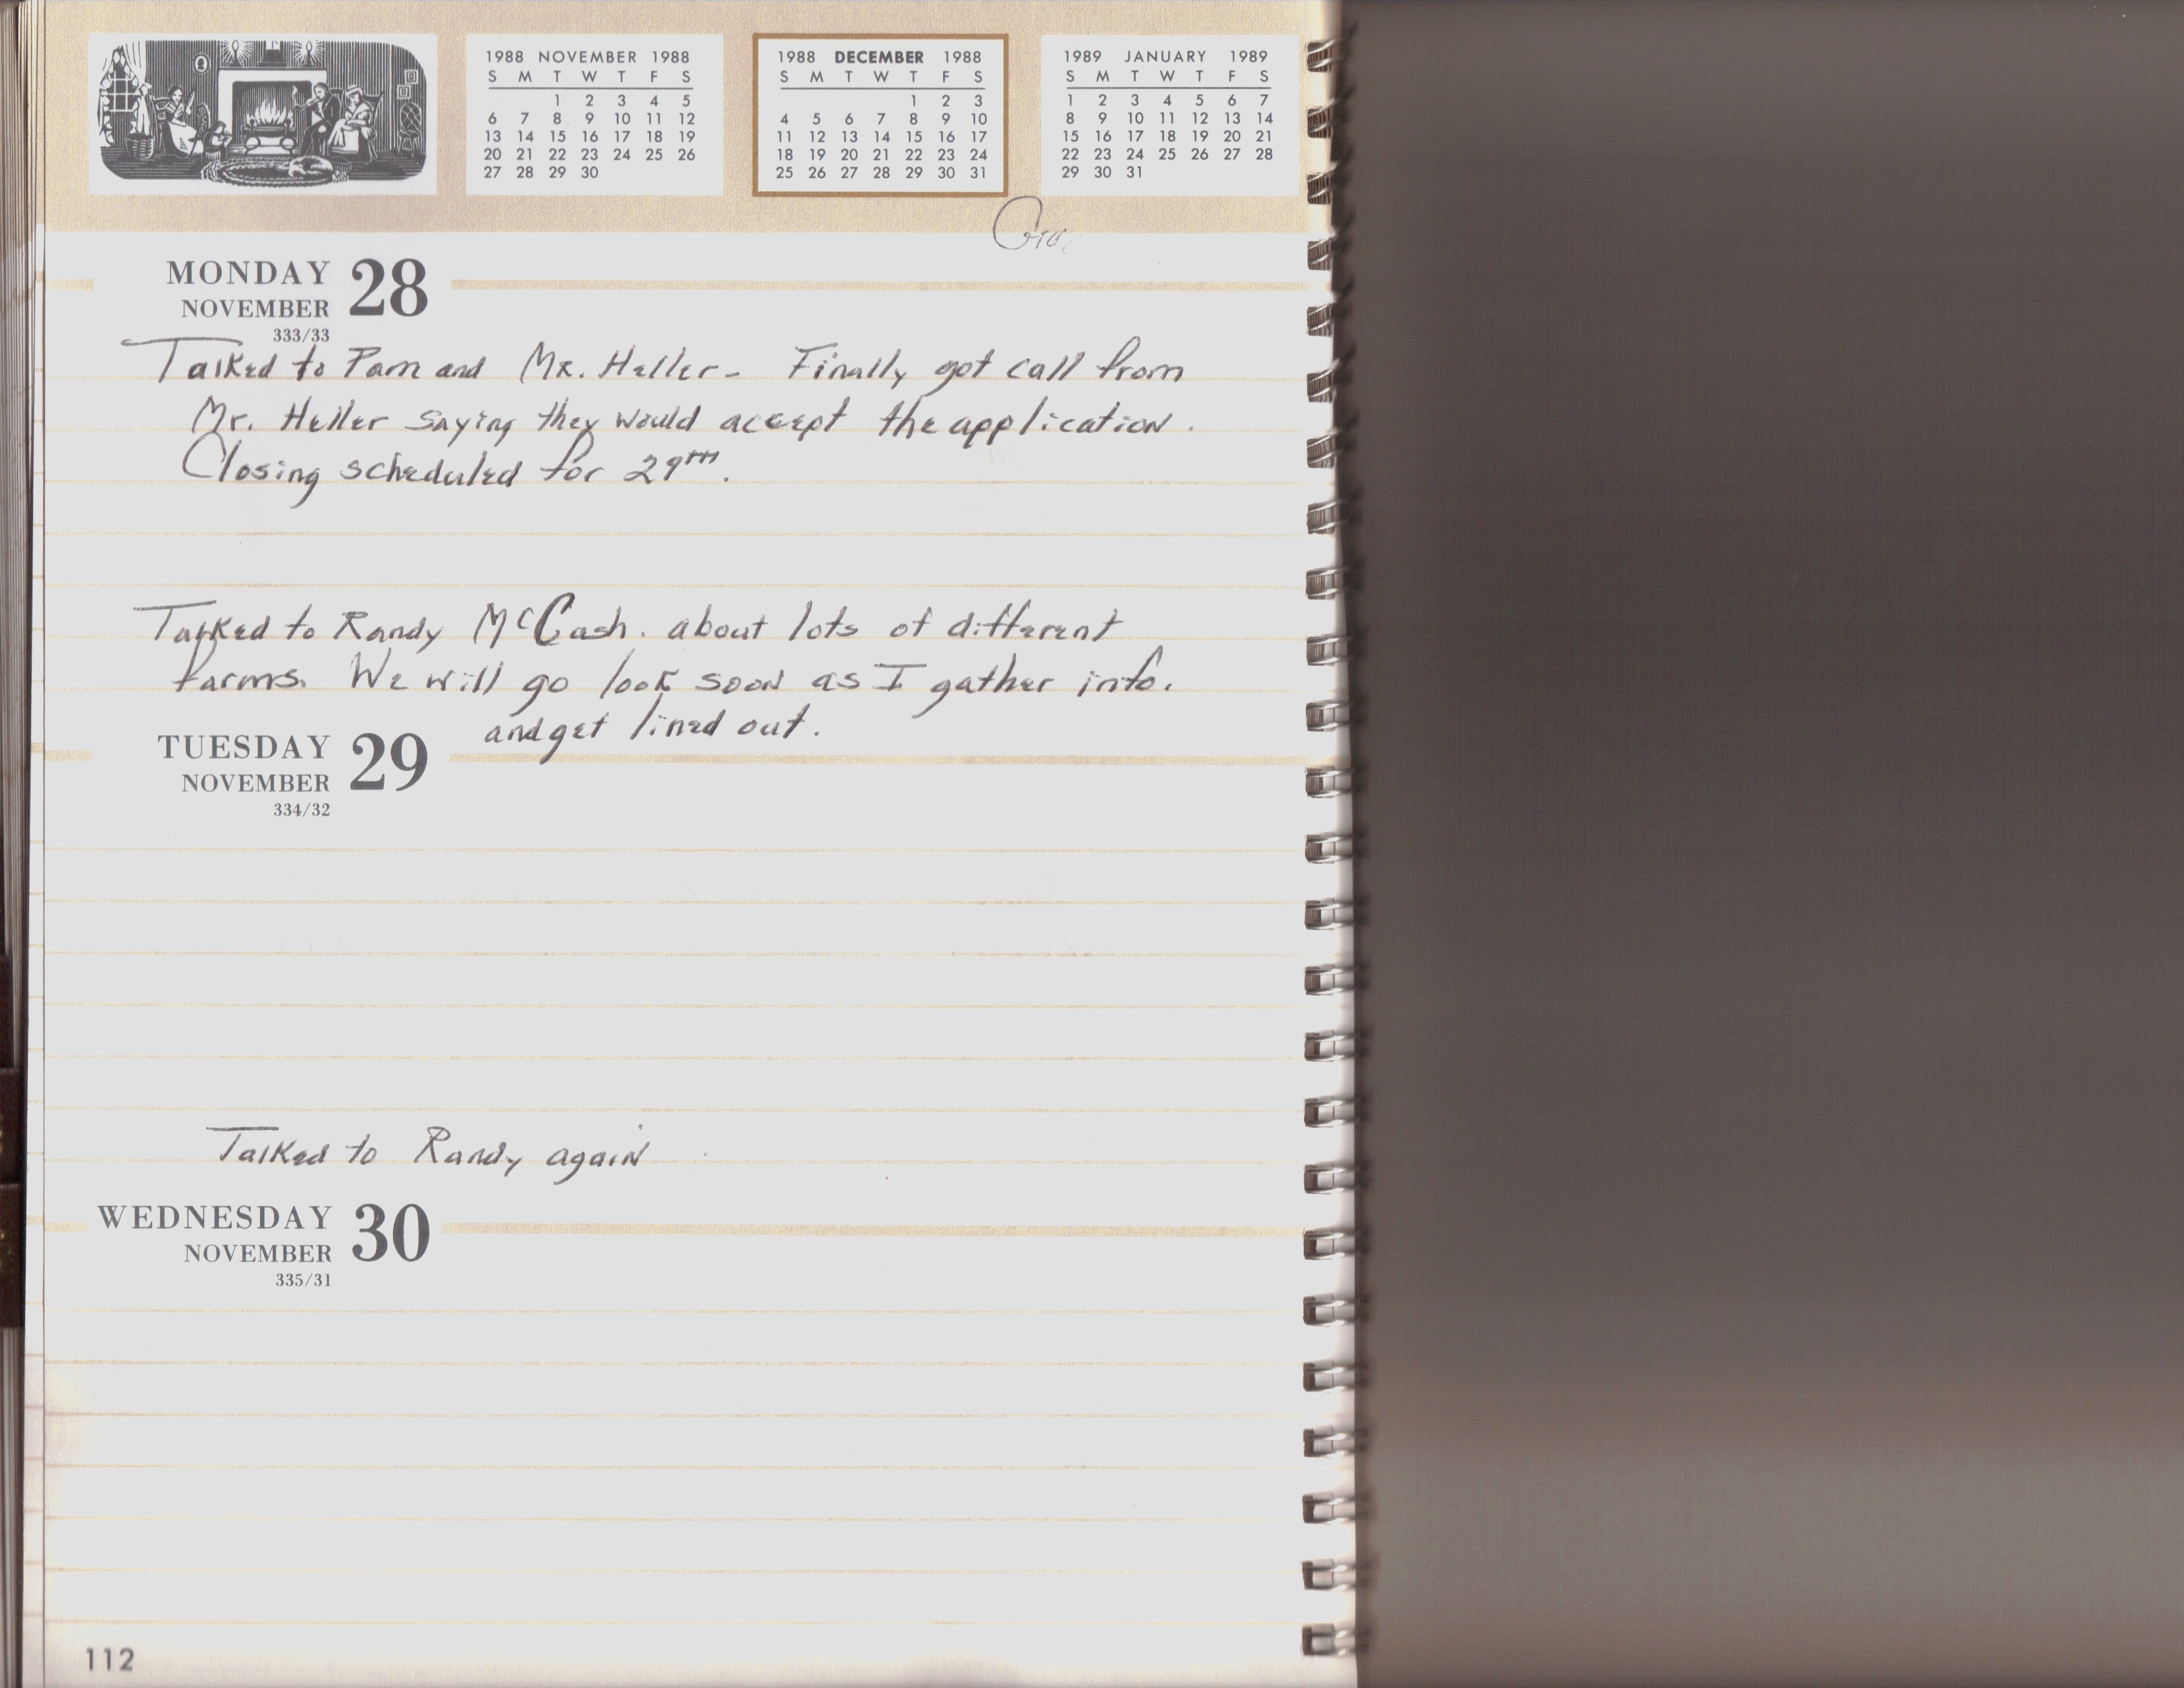 1988 NOVEMBER 1988
S M T W T F S
1 2 3 4 5
6 7 8 9 10 11 12
13 14 15 16 17 18 19
20 21 22 23 24 25 26
27 28 29 30
1988 DECEMBER 1988
S M T W T F S
1 2 3
4 5 6 7 8 9 10
11 12 13 14 15 16 17
18 19 20 21 22 23 24
25 26 27 28 29 30 31
1989 JANUARY 1989
S M T W T F S
1 2 3 4 5 6 7
8 9 10 11 12 13 14
15 16 17 18 19 20 21
22 23 24 25 26 27 28
29 30 31
MONDAY 28
NOVEMBER
333/33
Talked to Pam and Mr. Heller - Finally got call from
Mr. Heller saying they would accept the application.
Closing scheduled for 29TH.
Talked to Randy McCash. about lots of different
farms. We will go look soon as I gather info.
and get lined out.
TUESDAY 29
NOVEMBER
334/32
Talked to Randy again
WEDNESDAY 30
NOVEMBER
335/31
112